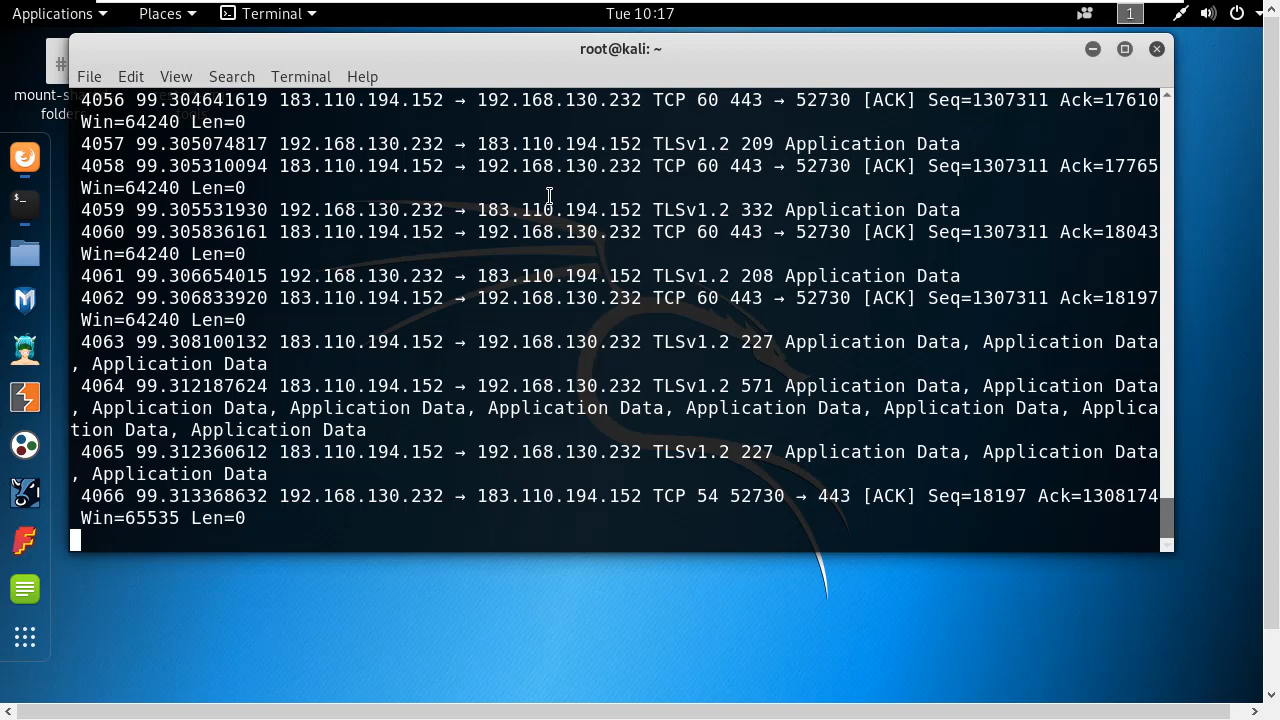 Applications Places Terminal Tue 10:17 1
root@kali: ~
File Edit View Search Terminal Help
4056 99.304641619 183.110.194.152 → 192.168.130.232 TCP 60 443 → 52730 [ACK] Seq=1307311 Ack=17610
Win=64240 Len=0
4057 99.305074817 192.168.130.232 → 183.110.194.152 TLSv1.2 209 Application Data
4058 99.305310094 183.110.194.152 → 192.168.130.232 TCP 60 443 → 52730 [ACK] Seq=1307311 Ack=17765
Win=64240 Len=0
4059 99.305531930 192.168.130.232 → 183.110.194.152 TLSv1.2 332 Application Data
4060 99.305836161 183.110.194.152 → 192.168.130.232 TCP 60 443 → 52730 [ACK] Seq=1307311 Ack=18043
Win=64240 Len=0
4061 99.306654015 192.168.130.232 → 183.110.194.152 TLSv1.2 208 Application Data
4062 99.306833920 183.110.194.152 → 192.168.130.232 TCP 60 443 → 52730 [ACK] Seq=1307311 Ack=18197
Win=64240 Len=0
4063 99.308100132 183.110.194.152 → 192.168.130.232 TLSv1.2 227 Application Data, Application Data
, Application Data
4064 99.312187624 183.110.194.152 → 192.168.130.232 TLSv1.2 571 Application Data, Application Data
, Application Data, Application Data, Application Data, Application Data, Application Data, Applica
tion Data, Application Data
4065 99.312360612 183.110.194.152 → 192.168.130.232 TLSv1.2 227 Application Data, Application Data
, Application Data
4066 99.313368632 192.168.130.232 → 183.110.194.152 TCP 54 52730 → 443 [ACK] Seq=18197 Ack=1308174
Win=65535 Len=0